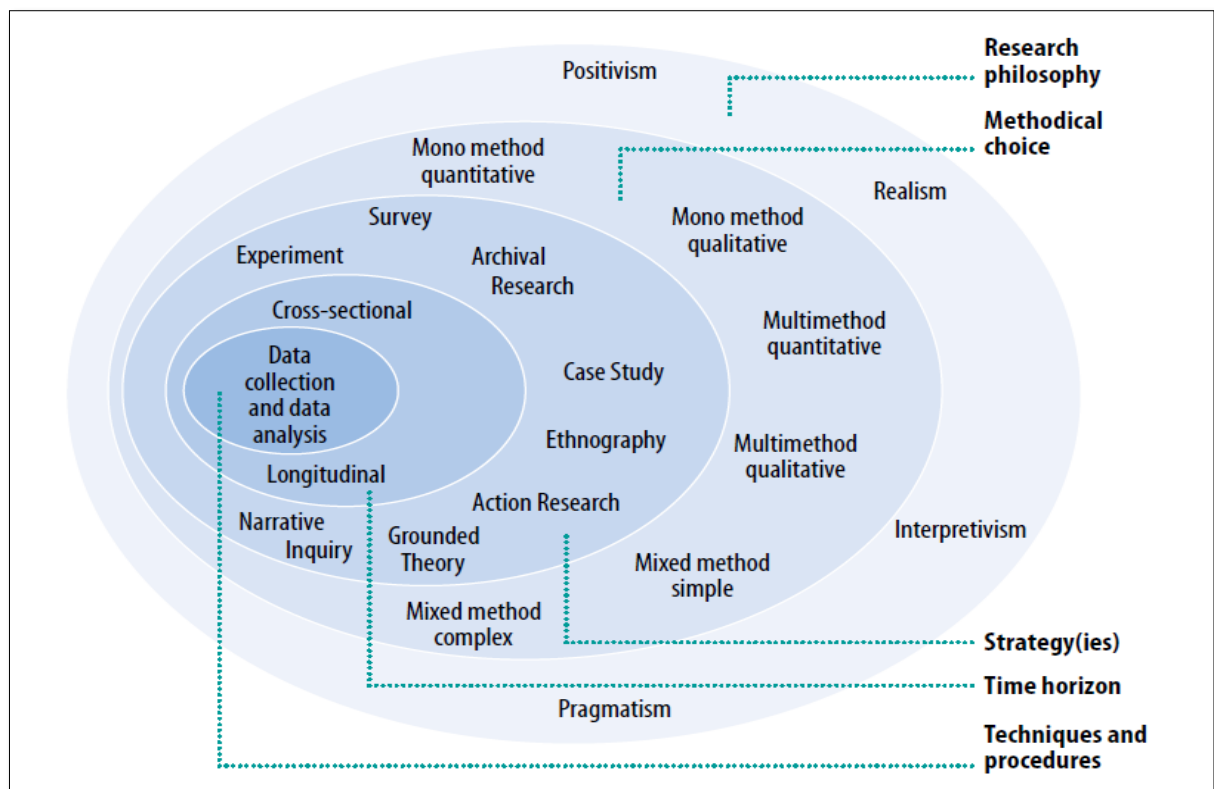 Positivism
Research
philosophy
Methodical
choice
Mono method
quantitative
Realism
Survey
Mono method
qualitative
Experiment
Archival
Research
Cross-sectional
Multimethod
quantitative
Data
collection
and data
analysis
Case Study
Ethnography
Multimethod
qualitative
Longitudinal
Action Research
Narrative
Inquiry
Grounded
Theory
Interpretivism
Mixed method
simple
Mixed method
complex
Strategy(ies)
Time horizon
Pragmatism
Techniques and
procedures